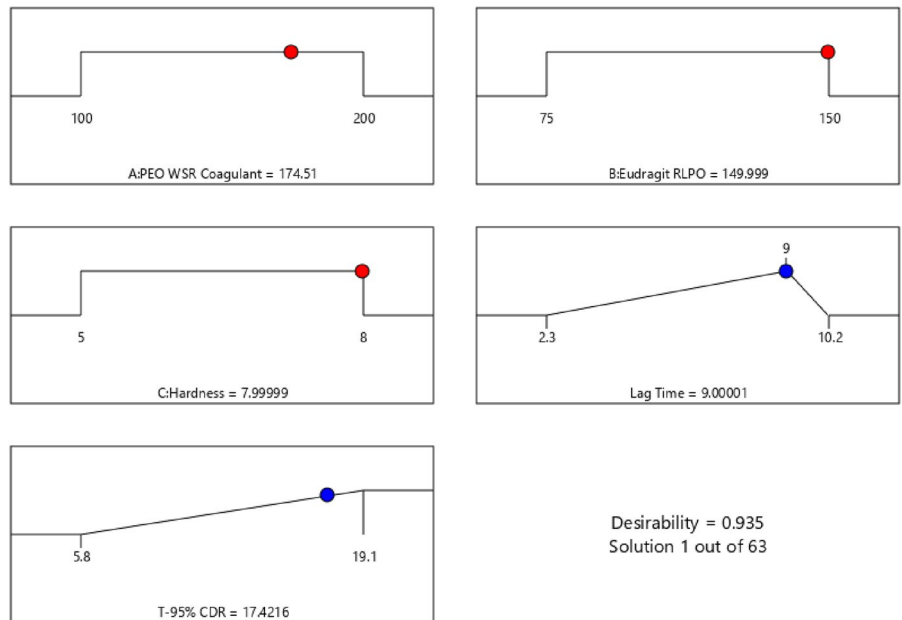 100 200
A:PEO WSR Coagulant = 174.51
75 150
B:Eudragit RLPO = 149.999
5 8
C:Hardness = 7.99999
9
2.3 10.2
Lag Time = 9.00001
5.8 19.1
T-95% CDR = 17.4216
Desirability = 0.935
Solution 1 out of 63